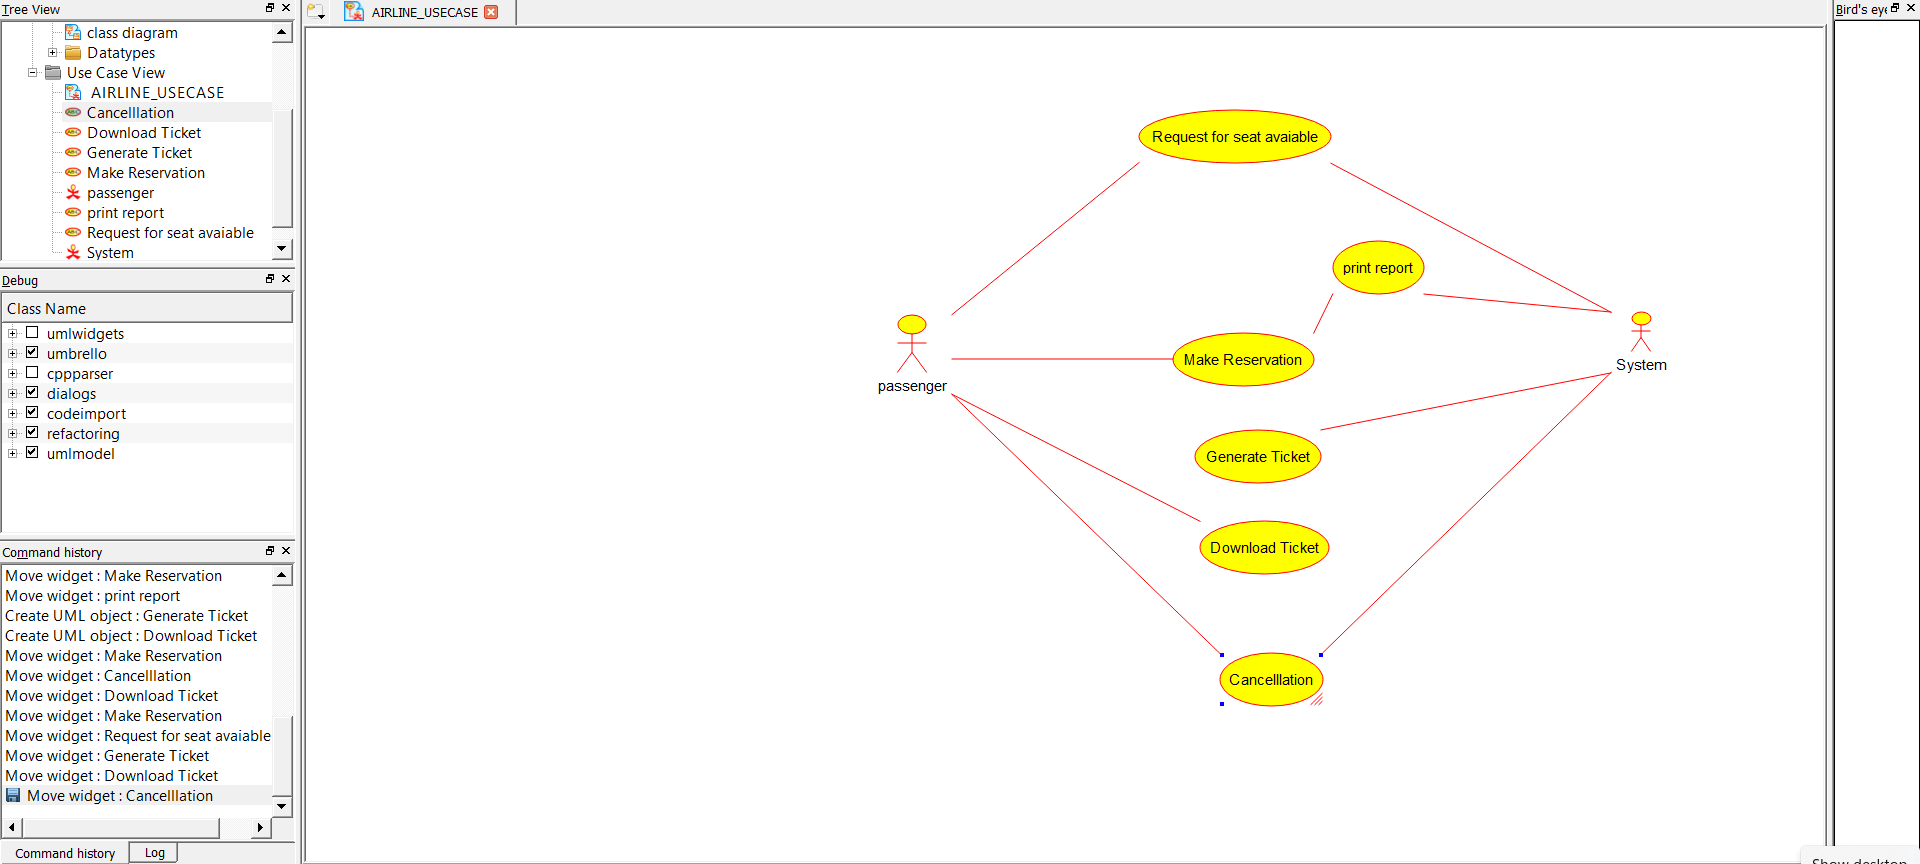 Tree View
class diagram
Datatypes
Use Case View
AIRLINE_USECASE
Cancelllation
Download Ticket
Generate Ticket
Make Reservation
passenger
print report
Request for seat avaiable
System
Debug
Class Name
umlwidgets
umbrello
cppparser
dialogs
codeimport
refactoring
umlmodel
Command history
Move widget : Make Reservation
Move widget : print report
Create UML object : Generate Ticket
Create UML object : Download Ticket
Move widget : Make Reservation
Move widget : Cancelllation
Move widget : Download Ticket
Move widget : Make Reservation
Move widget : Request for seat avaiable
Move widget : Generate Ticket
Move widget : Download Ticket
Move widget : Cancelllation
Command history
Log
AIRLINE_USECASE
Request for seat avaiable
print report
passenger
Make Reservation
System
Generate Ticket
Download Ticket
Cancelllation
Bird's eye
Show desktop